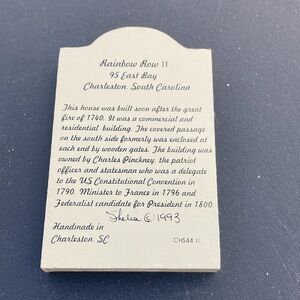 Rainbow Row II
95 East Bay
Charleston, South Carolina
This house was built soon after the great
fire of 1740. It was a commercial and
residential building. The covered passage
on the south side formerly was enclosed at
each end by wooden gates. The building was
owned by Charles Pinckney, the patriot
officer and statesman who was a delegate
to the US Constitutional Convention in
1790. Minister to France in 1796 and
Federalist candidate for President in 1800.
Shelia © 1993
Handmade in
Charleston, SC
CHS44 II